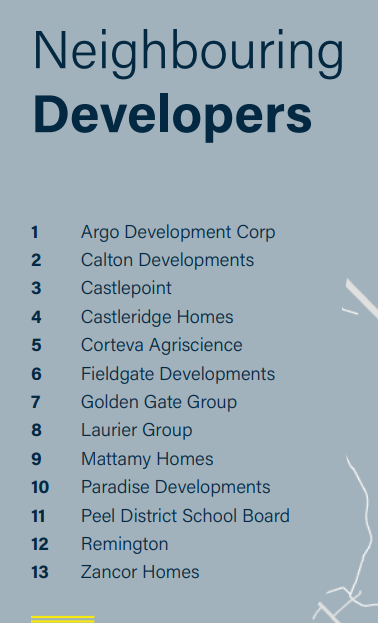 Neighbouring
Developers
1 Argo Development Corp
2 Calton Developments
3 Castlepoint
4 Castleridge Homes
5 Corteva Agriscience
6 Fieldgate Developments
7 Golden Gate Group
8 Laurier Group
9 Mattamy Homes
10 Paradise Developments
11 Peel District School Board
12 Remington
13 Zancor Homes